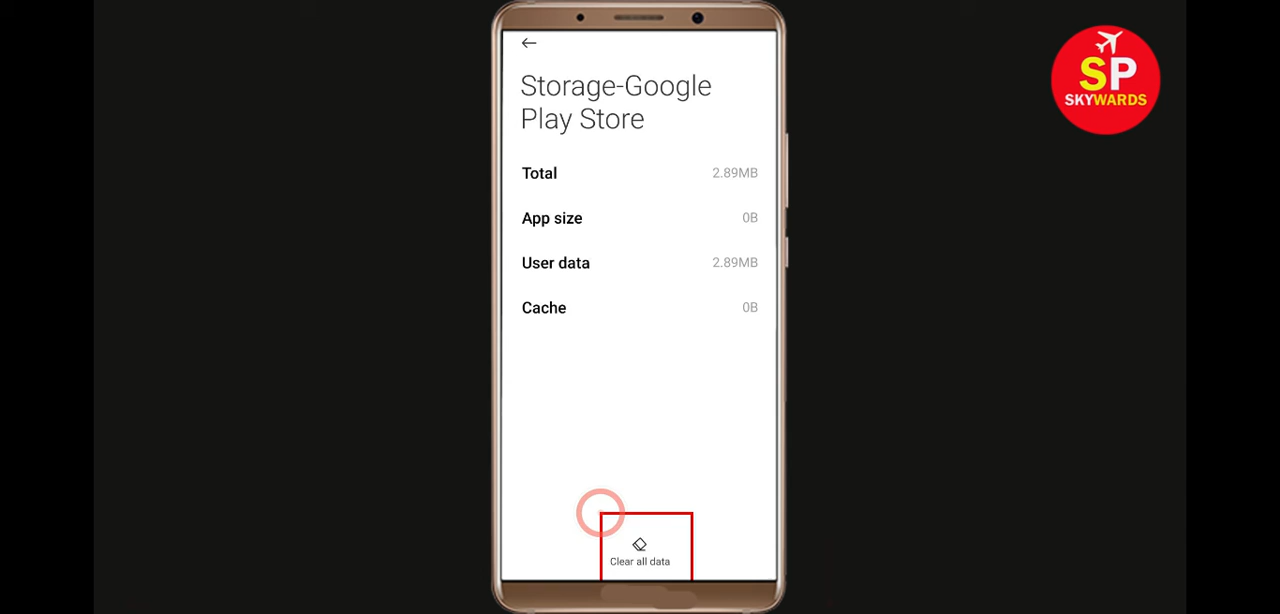 Storage-Google
Play Store
Total 2.89MB
App size 0B
User data 2.89MB
Cache 0B
Clear all data
SP
SKYWARDS